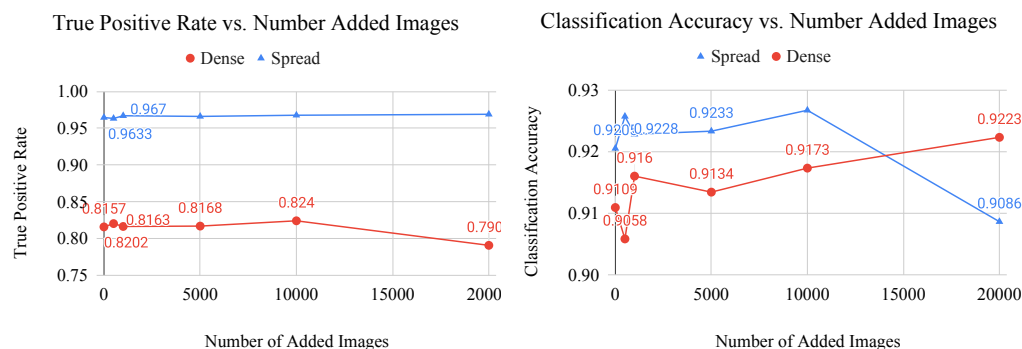 True Positive Rate vs. Number Added Images
Dense Spread
1.00
0.95
0.90
0.85
0.80
0.75
True Positive Rate
0.967
0.9633
0.8157
0.8163
0.8202
0.8168
0.824
0.790
0 5000 10000 2000
Number of Added Images
Classification Accuracy vs. Number Added Images
Spread Dense
0.93
0.92
0.91
0.90
Classification Accuracy
0.9205
0.9228
0.9233
0.916
0.9109
0.9058
0.9134
0.9173
0.9223
0.9086
0 5000 10000 15000 20000
Number of Added Images